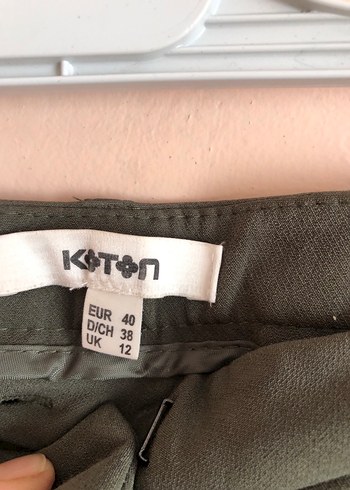 KOTON
EUR 40
D/CH 38
UK 12